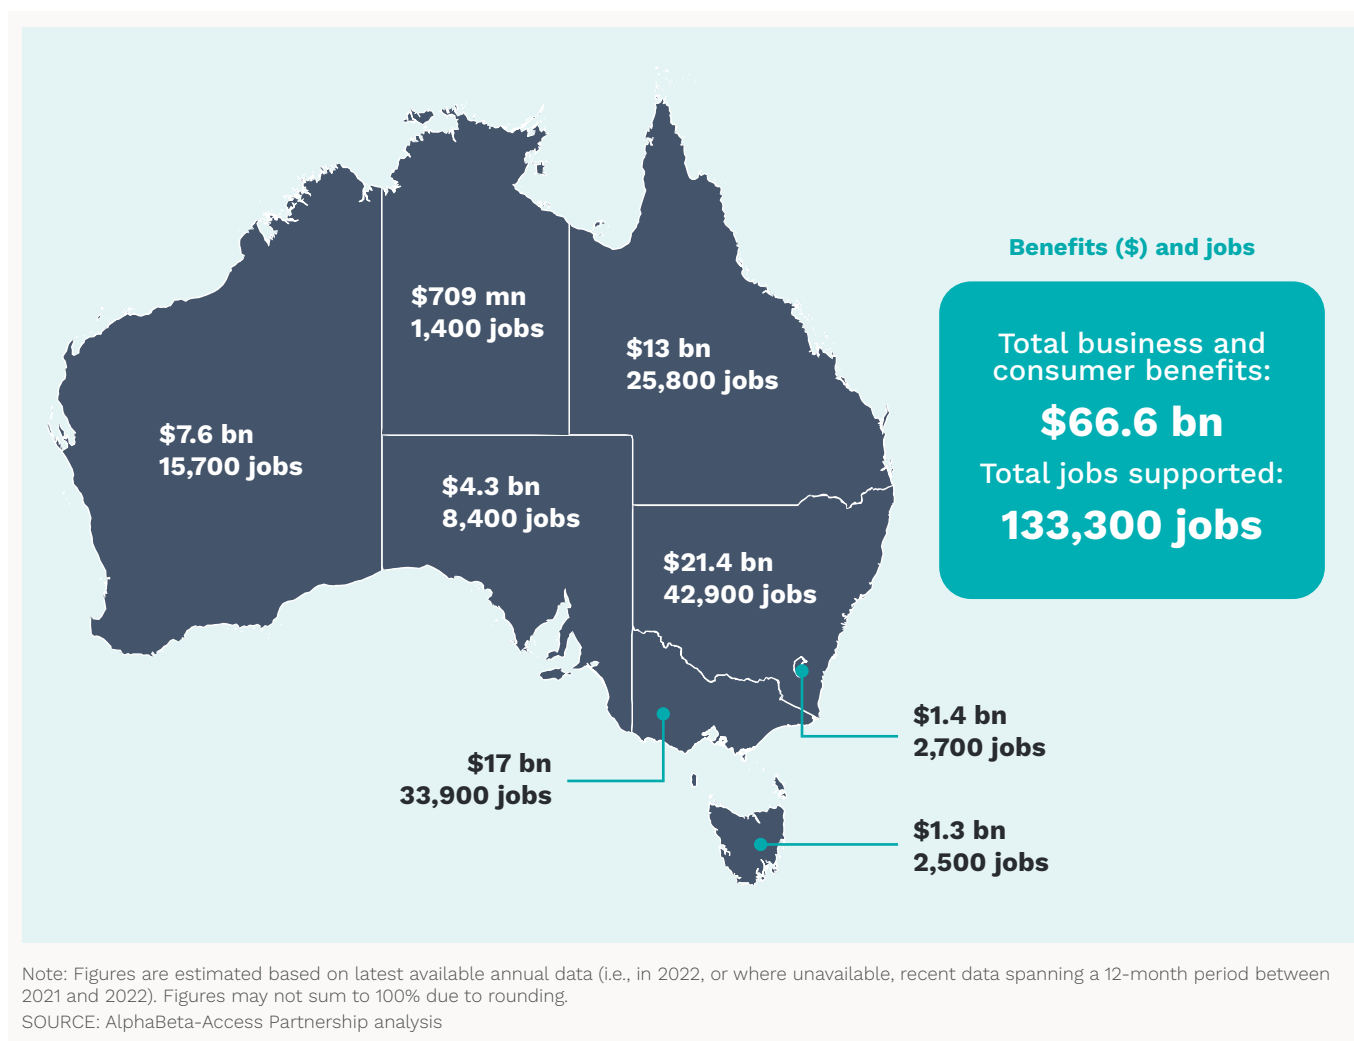 $709 mn
1,400 jobs
$13 bn
25,800 jobs
$7.6 bn
15,700 jobs
$4.3 bn
8,400 jobs
$21.4 bn
42,900 jobs
$17 bn
33,900 jobs
$1.4 bn
2,700 jobs
$1.3 bn
2,500 jobs
Benefits ($) and jobs
Total business and
consumer benefits:
$66.6 bn
Total jobs supported:
133,300 jobs
Note: Figures are estimated based on latest available annual data (i.e., in 2022, or where unavailable, recent data spanning a 12-month period between
2021 and 2022). Figures may not sum to 100% due to rounding.
SOURCE: AlphaBeta-Access Partnership analysis